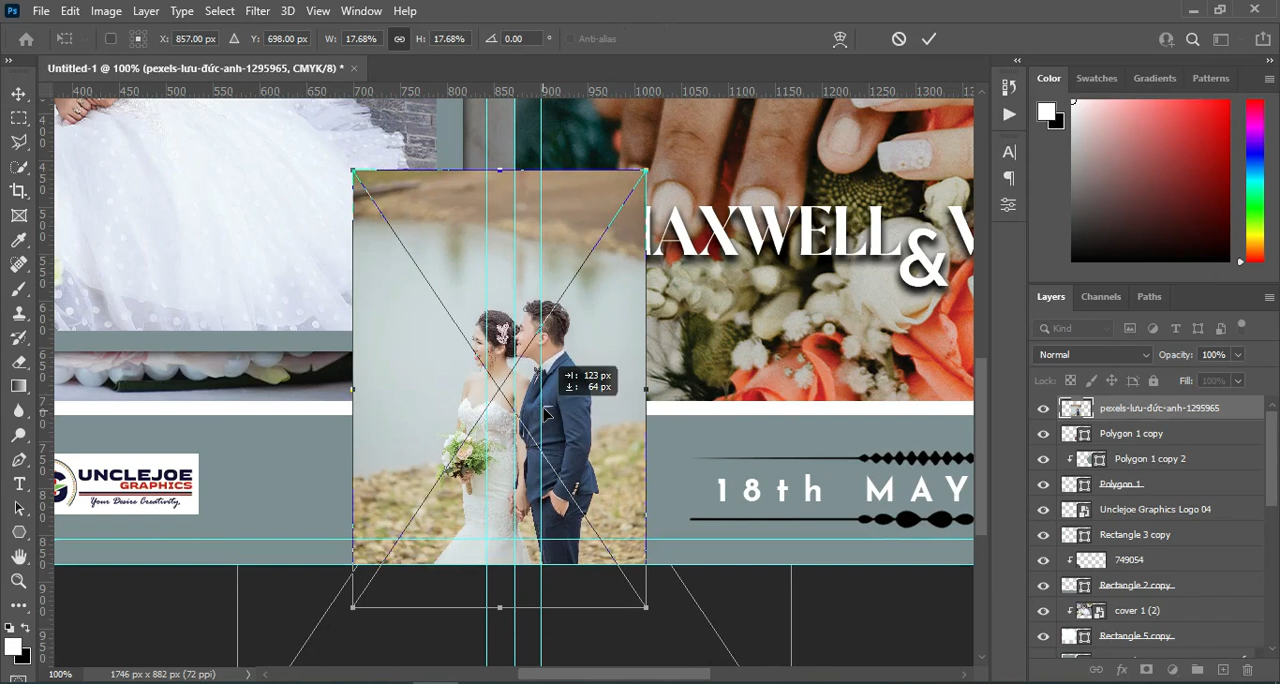 Ps File Edit Image Layer Type Select Filter 3D View Window Help
X: 857.00 px Y: 698.00 px W: 17.68% H: 17.68% 0.00 ° Anti-alias
Untitled-1 @ 100% (pexels-lưu-đức-anh-1295965, CMYK/8) *
400 450 500 550 600 650 700 750 800 850 900 950 1000 1050 1100 1150 1200 1250 1300
Color Swatches Gradients Patterns
MAXWELL
&
123 px
64 px
UNCLEJOE
GRAPHICS
Your Desire Creativity.
18th MAY
Layers Channels Paths
Kind
Normal Opacity: 100%
Lock: Fill: 100%
pexels-lưu-đức-anh-1295965
Polygon 1 copy
Polygon 1 copy 2
Polygon 1
Unclejoe Graphics Logo 04
Rectangle 3 copy
749054
Rectangle 2 copy
cover 1 (2)
Rectangle 5 copy
100% 1746 px x 882 px (72 ppi)